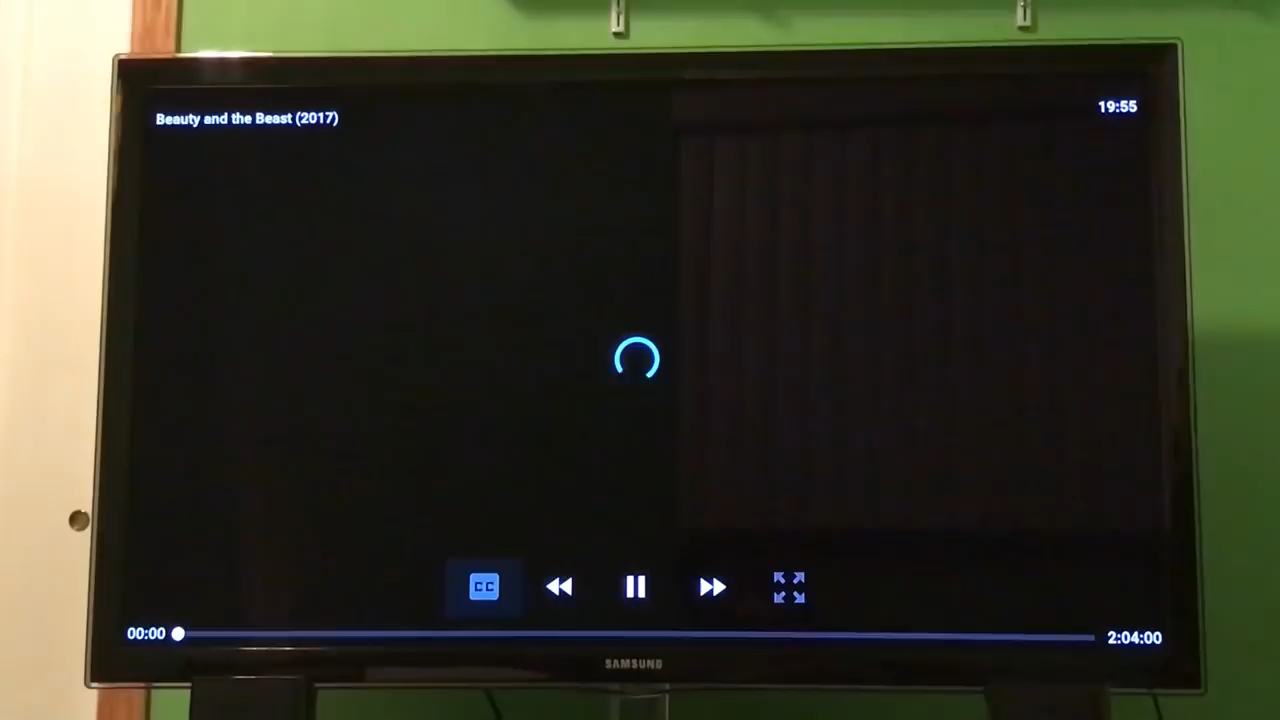 Beauty and the Beast (2017)
19:55
CC
00:00
2:04:00
SAMSUNG